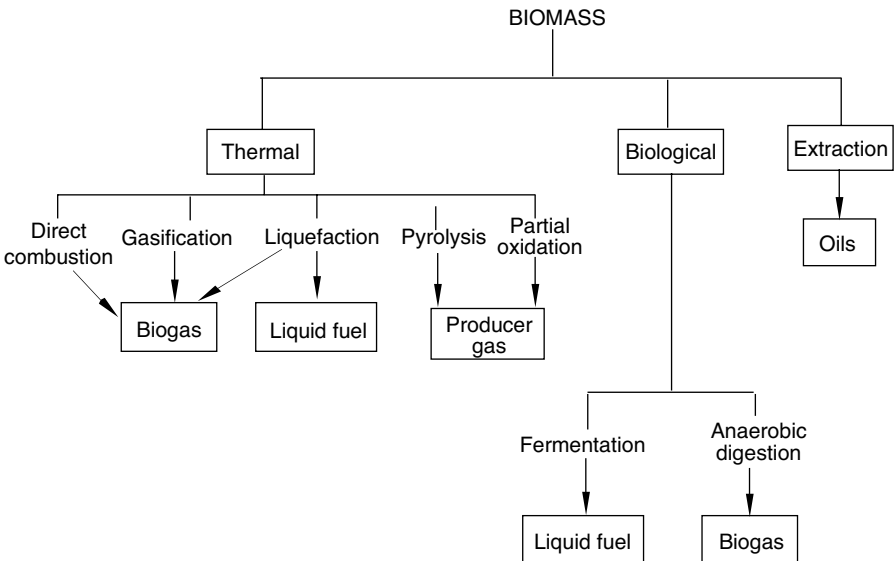 BIOMASS
Thermal
Biological
Extraction
Direct
combustion
Gasification
Liquefaction
Pyrolysis
Partial
oxidation
Oils
Biogas
Liquid fuel
Producer
gas
Fermentation
Anaerobic
digestion
Liquid fuel
Biogas